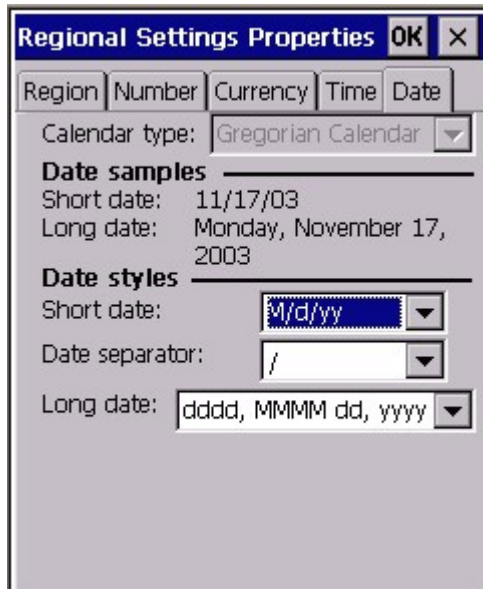 Regional Settings Properties OK ×
Region Number Currency Time Date
Calendar type: Gregorian Calendar
Date samples
Short date: 11/17/03
Long date: Monday, November 17,
2003
Date styles
Short date: M/d/yy
Date separator: /
Long date: dddd, MMMM dd, yyyy